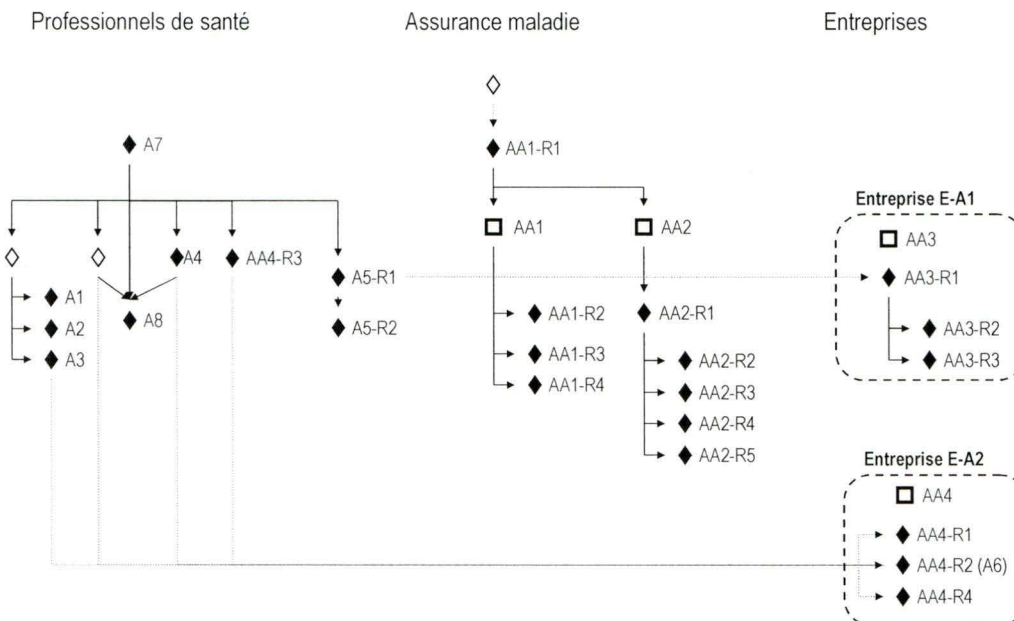 Professionnels de santé
Assurance maladie
Entreprises
A7
AA1-R1
Entreprise E-A1
AA1
AA2
AA3
A4
AA4-R3
A5-R1
AA3-R1
A1
A8
A2
A3
A5-R2
AA1-R2
AA2-R1
AA3-R2
AA1-R3
AA2-R2
AA3-R3
AA1-R4
AA2-R3
AA2-R4
AA2-R5
Entreprise E-A2
AA4
AA4-R1
AA4-R2 (A6)
AA4-R4